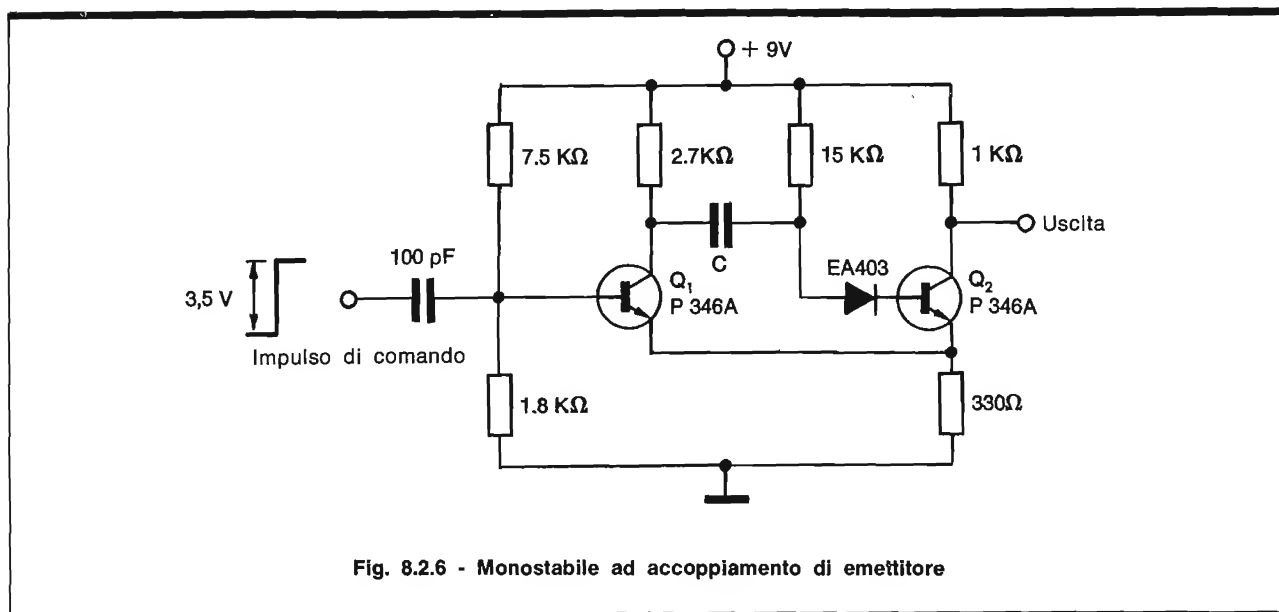 + 9V
7.5 KΩ
2.7KΩ
15 KΩ
1 KΩ
Uscita
100 pF
C
EA403
Q₁
P 346A
Q₂
P 346A
3,5 V
Impulso di comando
1.8 KΩ
330Ω
Fig. 8.2.6 - Monostabile ad accoppiamento di emettitore